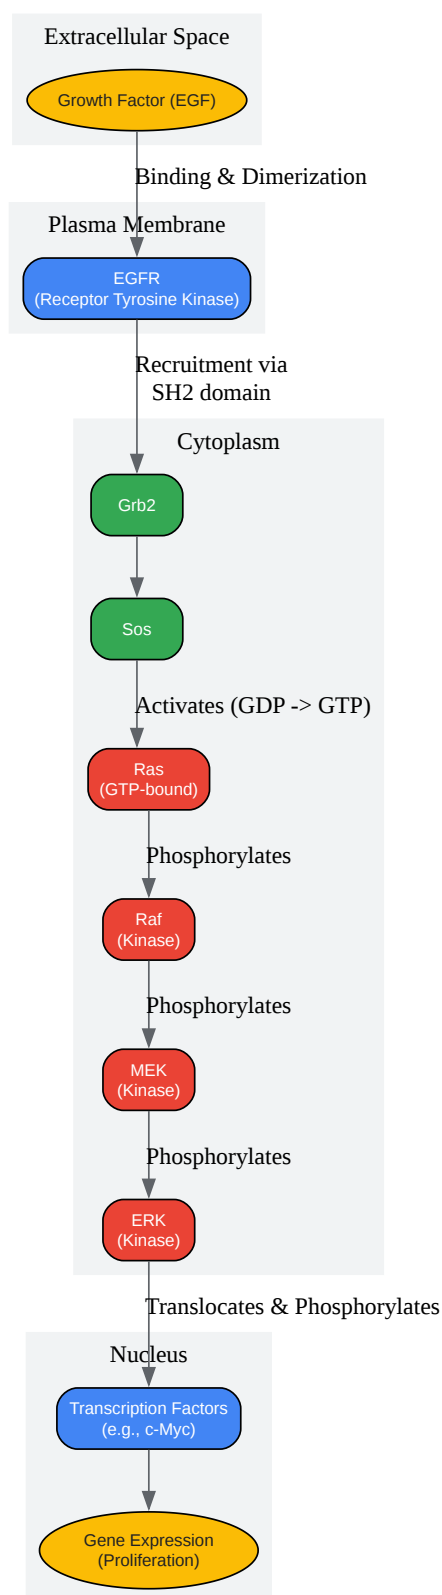 Extracellular Space
Growth Factor (EGF)
Binding & Dimerization
Plasma Membrane
EGFR
(Receptor Tyrosine Kinase)
Recruitment via
SH2 domain
Cytoplasm
Grb2
Sos
Activates (GDP -> GTP)
Ras
(GTP-bound)
Phosphorylates
Raf
(Kinase)
Phosphorylates
MEK
(Kinase)
Phosphorylates
ERK
(Kinase)
Translocates & Phosphorylates
Nucleus
Transcription Factors
(e.g., c-Myc)
Gene Expression
(Proliferation)